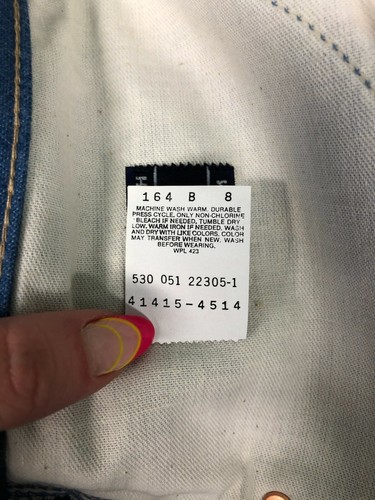 164 B 8
MACHINE WASH WARM. DURABLE
PRESS CYCLE. ONLY NON-CHLORINE
BLEACH IF NEEDED. TUMBLE DRY
LOW. WARM IRON IF NEEDED. WASH
AND DRY WITH LIKE COLORS. COLOR
MAY TRANSFER WHEN NEW. WASH
BEFORE WEARING.
WPL 423
530 051 22305-1
41415-4514